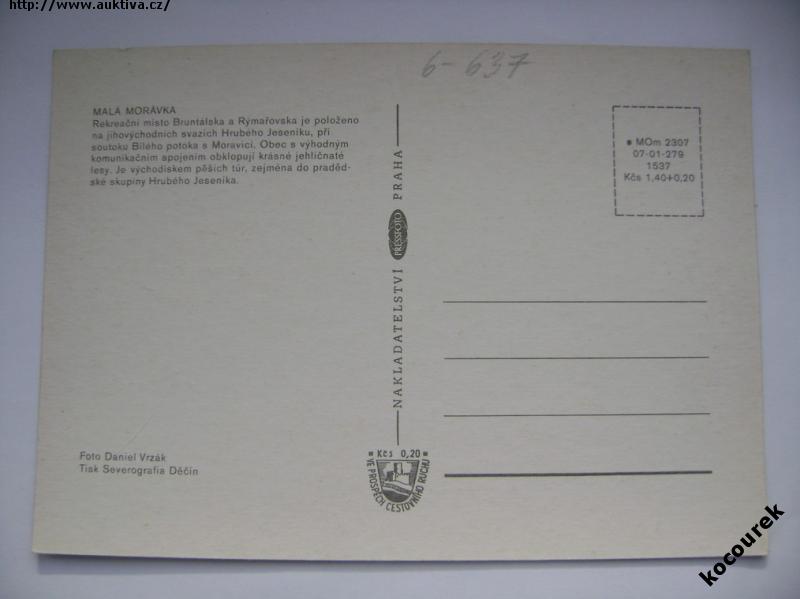 http://www.auktiva.cz/
6-637
MALÁ MORÁVKA
Rekreační místo Bruntálska a Rýmařovska je položeno
na jihovýchodních svazích Hrubého Jeseníku, při
soutoku Bílého potoka s Moravicí. Obec s výhodným
komunikačním spojením obklopují krásné jehličnaté
lesy. Je východiskem pěších túr, zejména do praděd-
ské skupiny Hrubého Jeseníka.
MOm 2307
07-01-279
1537
Kčs 1,40+0,20
NAKLADATELSTVÍ PRESSFOTO PRAHA
Foto Daniel Vrzák
Tisk Severografia Děčín
Kčs 0,20
VE PROSPĚCH CESTOVNÍHO RUCHU
kocourek